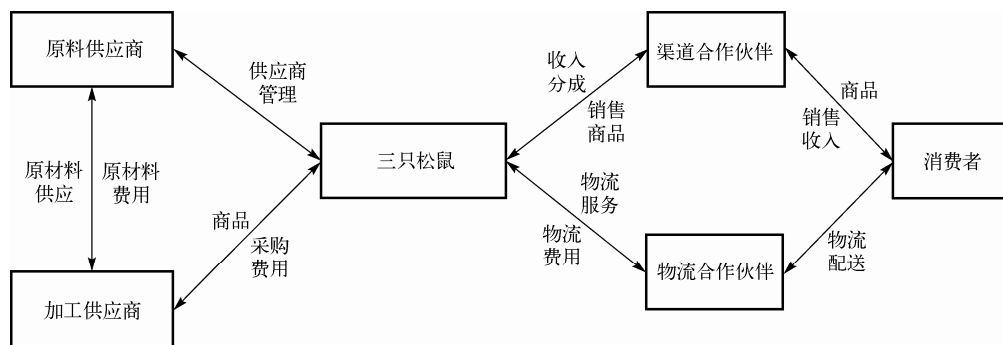 原料供应商
供应商
管理
原材料
供应
原材料
费用
加工供应商
商品
采购
费用
三只松鼠
收入
分成
销售
商品
物流
服务
物流
费用
渠道合作伙伴
物流合作伙伴
商品
销售
收入
物流
配送
消费者